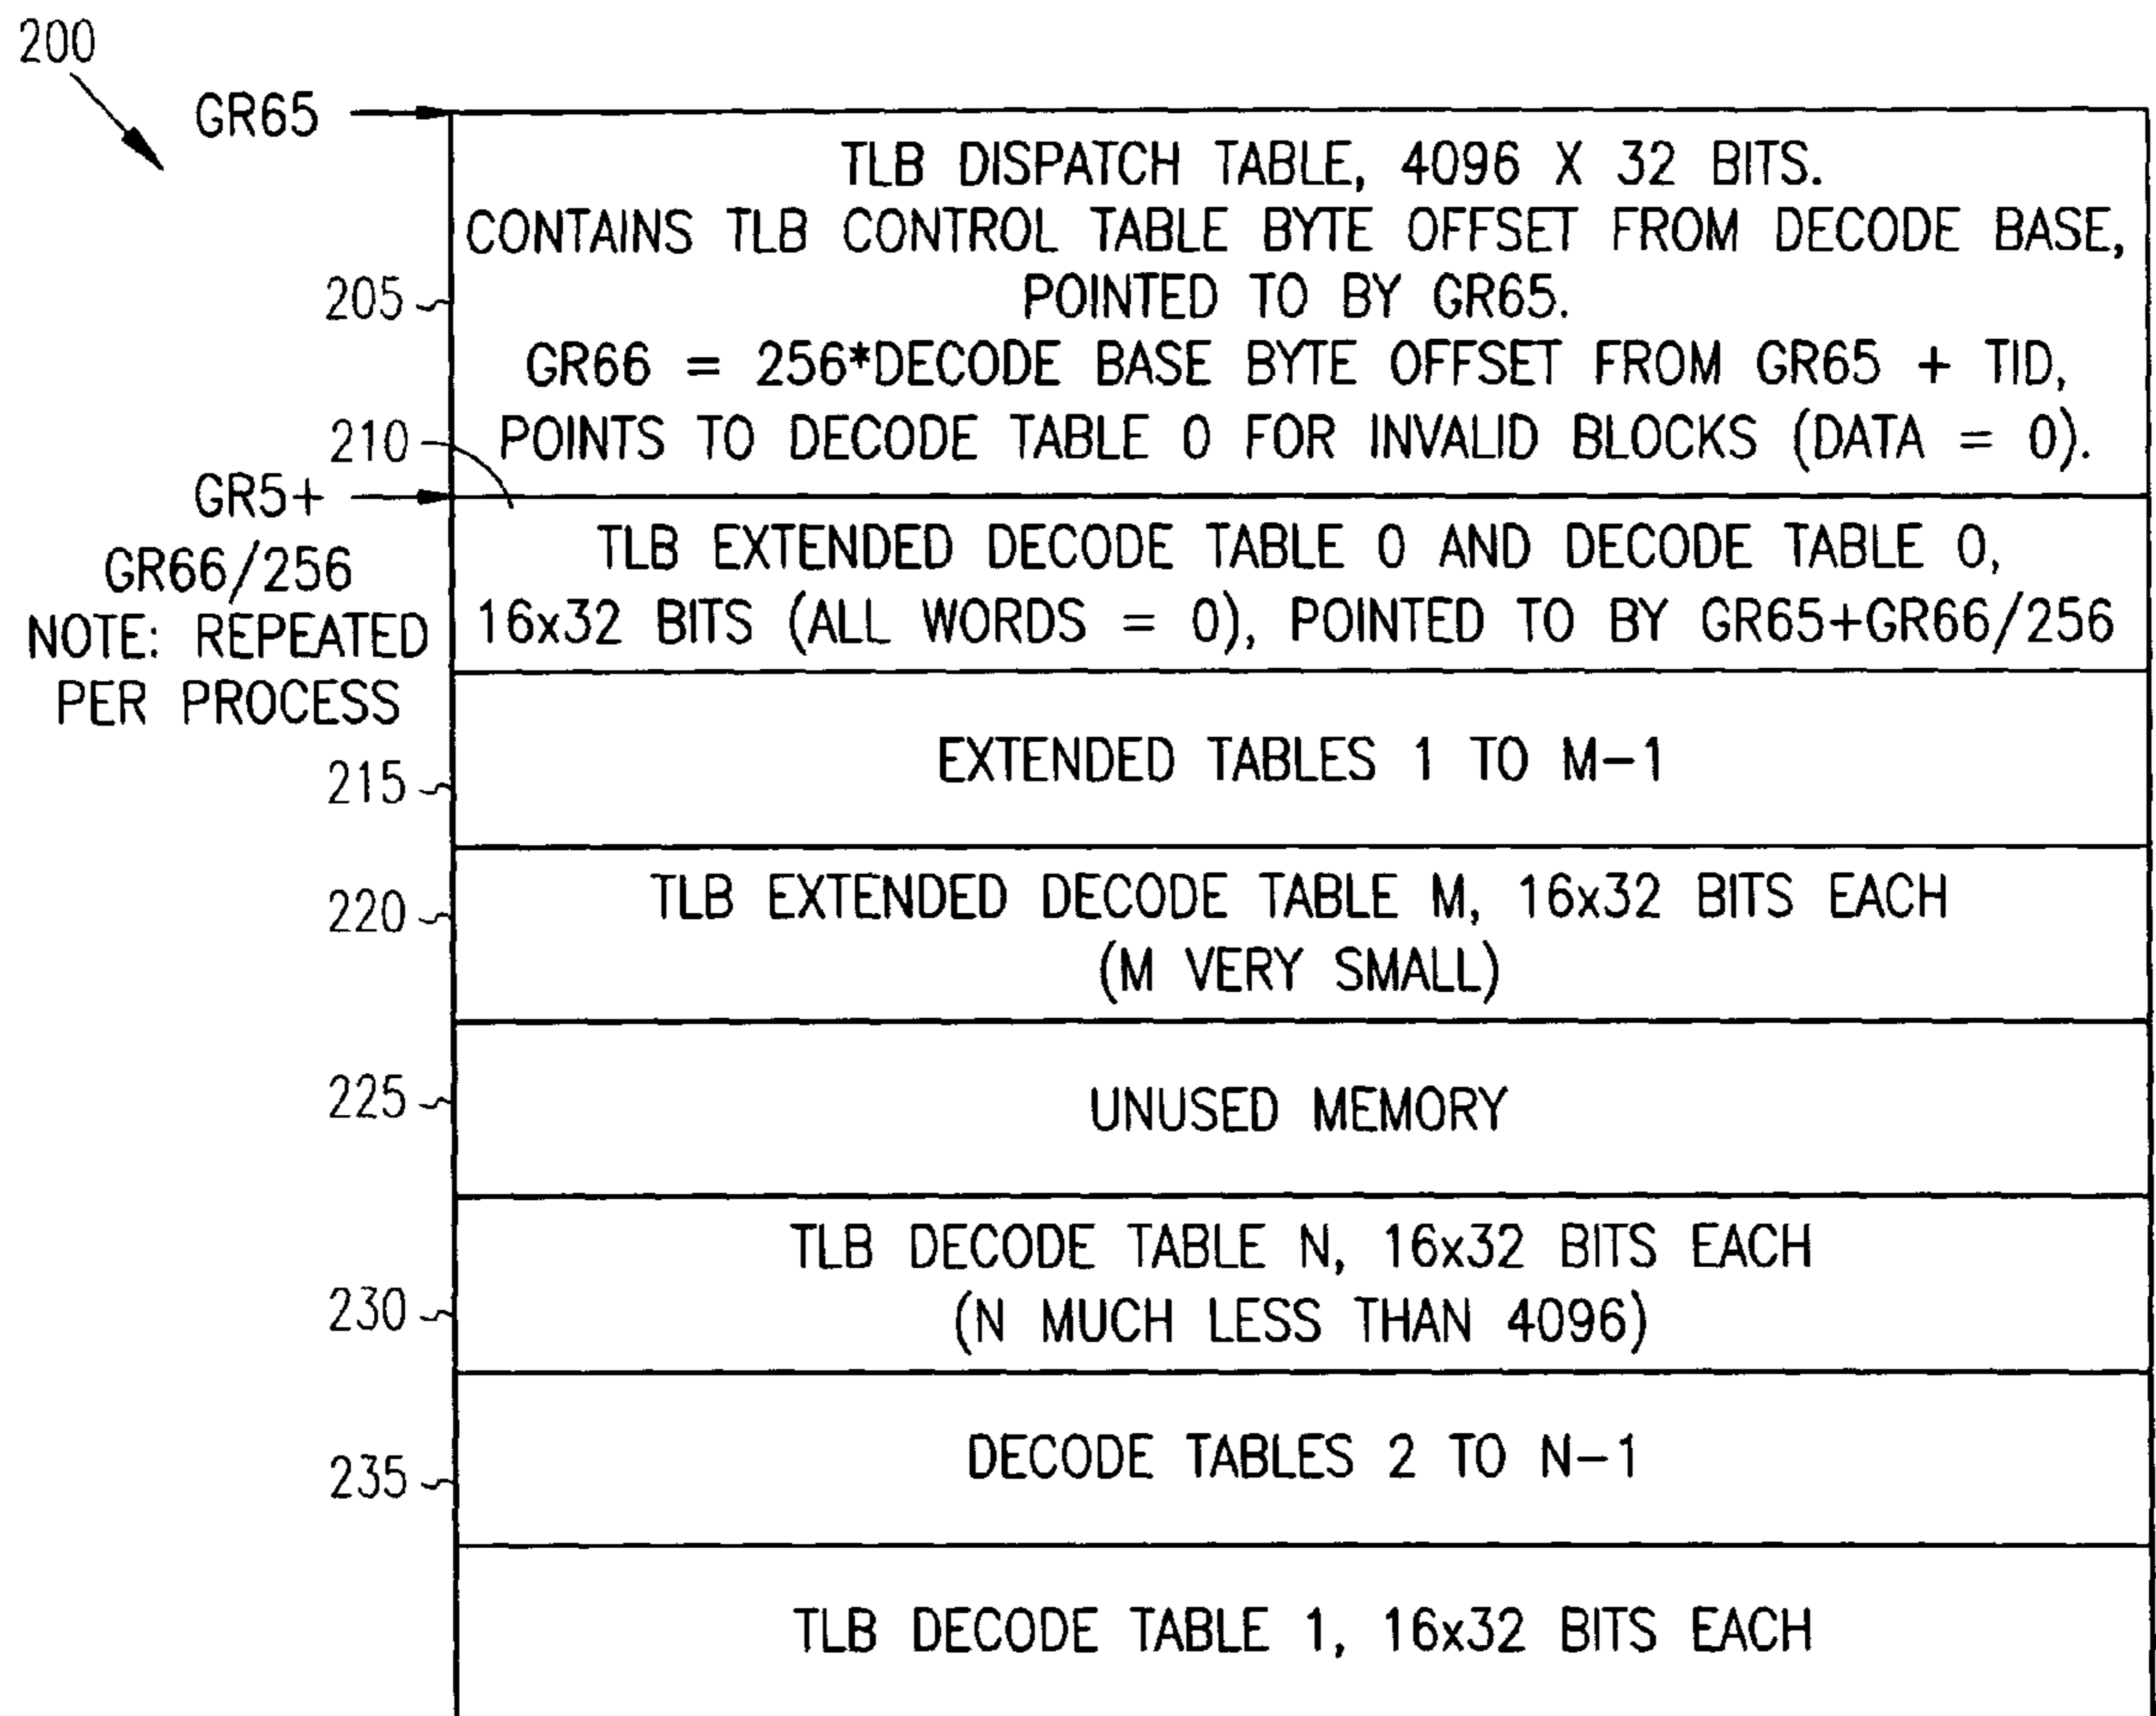 200
GR65
TLB DISPATCH TABLE, 4096 X 32 BITS.
CONTAINS TLB CONTROL TABLE BYTE OFFSET FROM DECODE BASE,
205
POINTED TO BY GR65.
GR66 = 256*DECODE BASE BYTE OFFSET FROM GR65 + TID,
210
POINTS TO DECODE TABLE 0 FOR INVALID BLOCKS (DATA = 0).
GR5+
GR66/256
NOTE: REPEATED
PER PROCESS
TLB EXTENDED DECODE TABLE 0 AND DECODE TABLE 0,
16x32 BITS (ALL WORDS = 0), POINTED TO BY GR65+GR66/256
215
EXTENDED TABLES 1 TO M-1
220
TLB EXTENDED DECODE TABLE M, 16x32 BITS EACH
(M VERY SMALL)
225
UNUSED MEMORY
TLB DECODE TABLE N, 16x32 BITS EACH
230
(N MUCH LESS THAN 4096)
235
DECODE TABLES 2 TO N-1
TLB DECODE TABLE 1, 16x32 BITS EACH